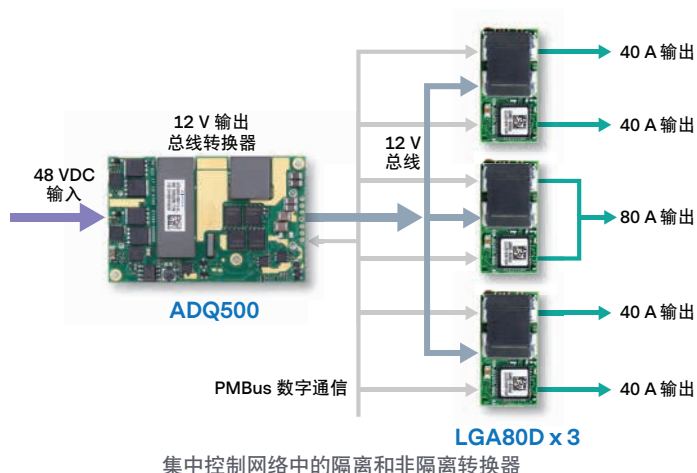 40 A 输出
12 V 输出
总线转换器
40 A 输出
12 V
总线
48 VDC
输入
80 A 输出
ADQ500
40 A 输出
PMBus 数字通信
40 A 输出
LGA80D x 3
集中控制网络中的隔离和非隔离转换器